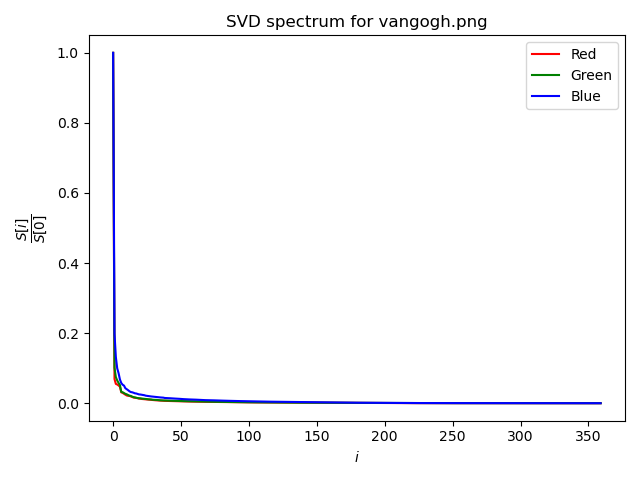 SVD spectrum for vangogh.png
1.0
0.8
0.6
0.4
0.2
0.0
S[i]
S[0]
Red
Green
Blue
0 50 100 150 200 250 300 350
i